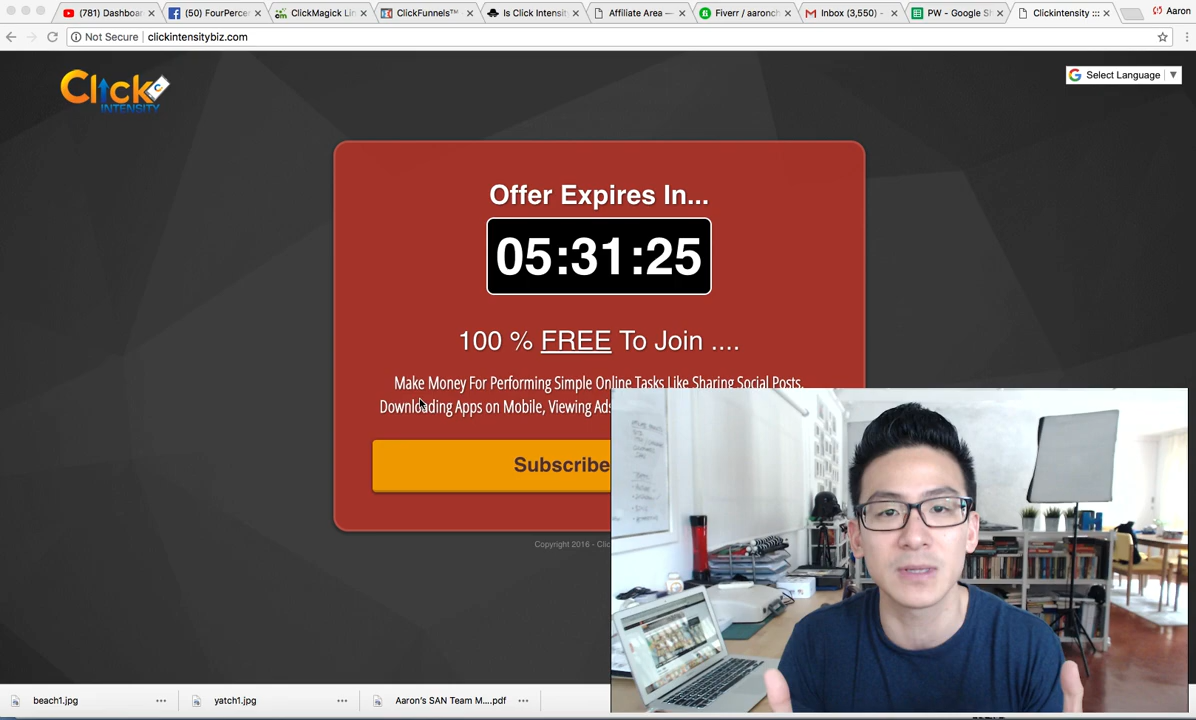 (781) Dashboar
(50) FourPercer
ClickMagick Lin
ClickFunnels™
Is Click Intensit
Affiliate Area —
Fiverr / aaronch
Inbox (3,550) -
PW - Google Sh
Clickintensity :::
Aaron
Not Secure
clickintensitybiz.com
Click
INTENSITY
Select Language
Offer Expires In...
05:31:25
100 % FREE To Join ....
Make Money For Performing Simple Online Tasks Like Sharing Social Posts,
Downloading Apps on Mobile, Viewing Ads
Subscribe
Copyright 2016 - Clic
beach1.jpg
yatch1.jpg
Aaron's SAN Team M....pdf